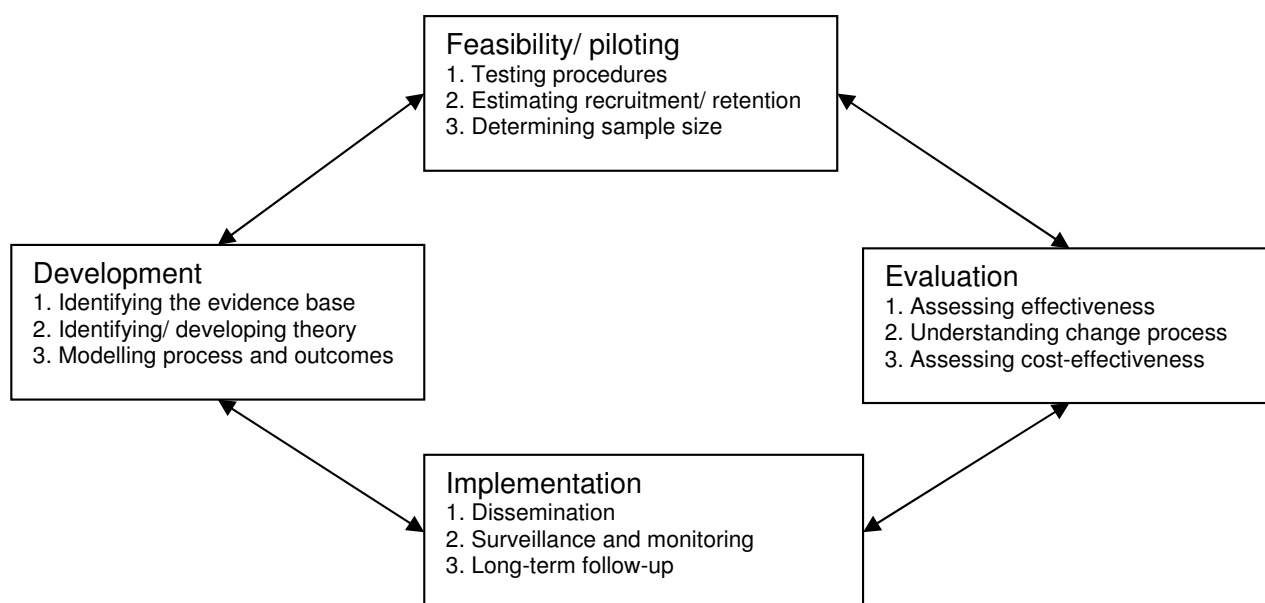 Feasibility/ piloting
1. Testing procedures
2. Estimating recruitment/ retention
3. Determining sample size
Development
1. Identifying the evidence base
2. Identifying/ developing theory
3. Modelling process and outcomes
Evaluation
1. Assessing effectiveness
2. Understanding change process
3. Assessing cost-effectiveness
Implementation
1. Dissemination
2. Surveillance and monitoring
3. Long-term follow-up